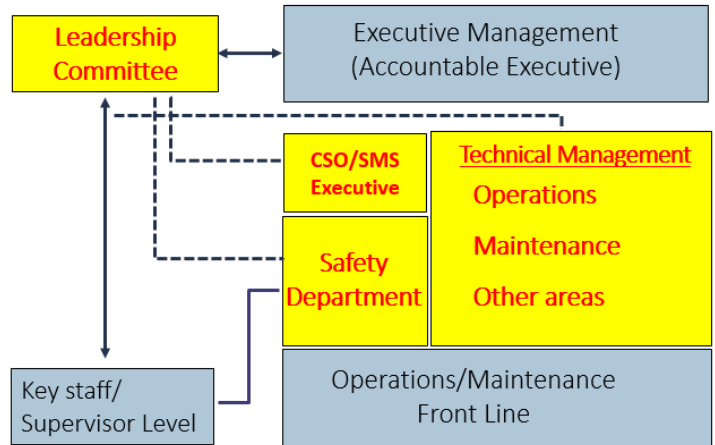 Leadership
Committee
Executive Management
(Accountable Executive)
CSO/SMS
Executive
Technical Management
Operations
Maintenance
Other areas
Safety
Department
Key staff/
Supervisor Level
Operations/Maintenance
Front Line